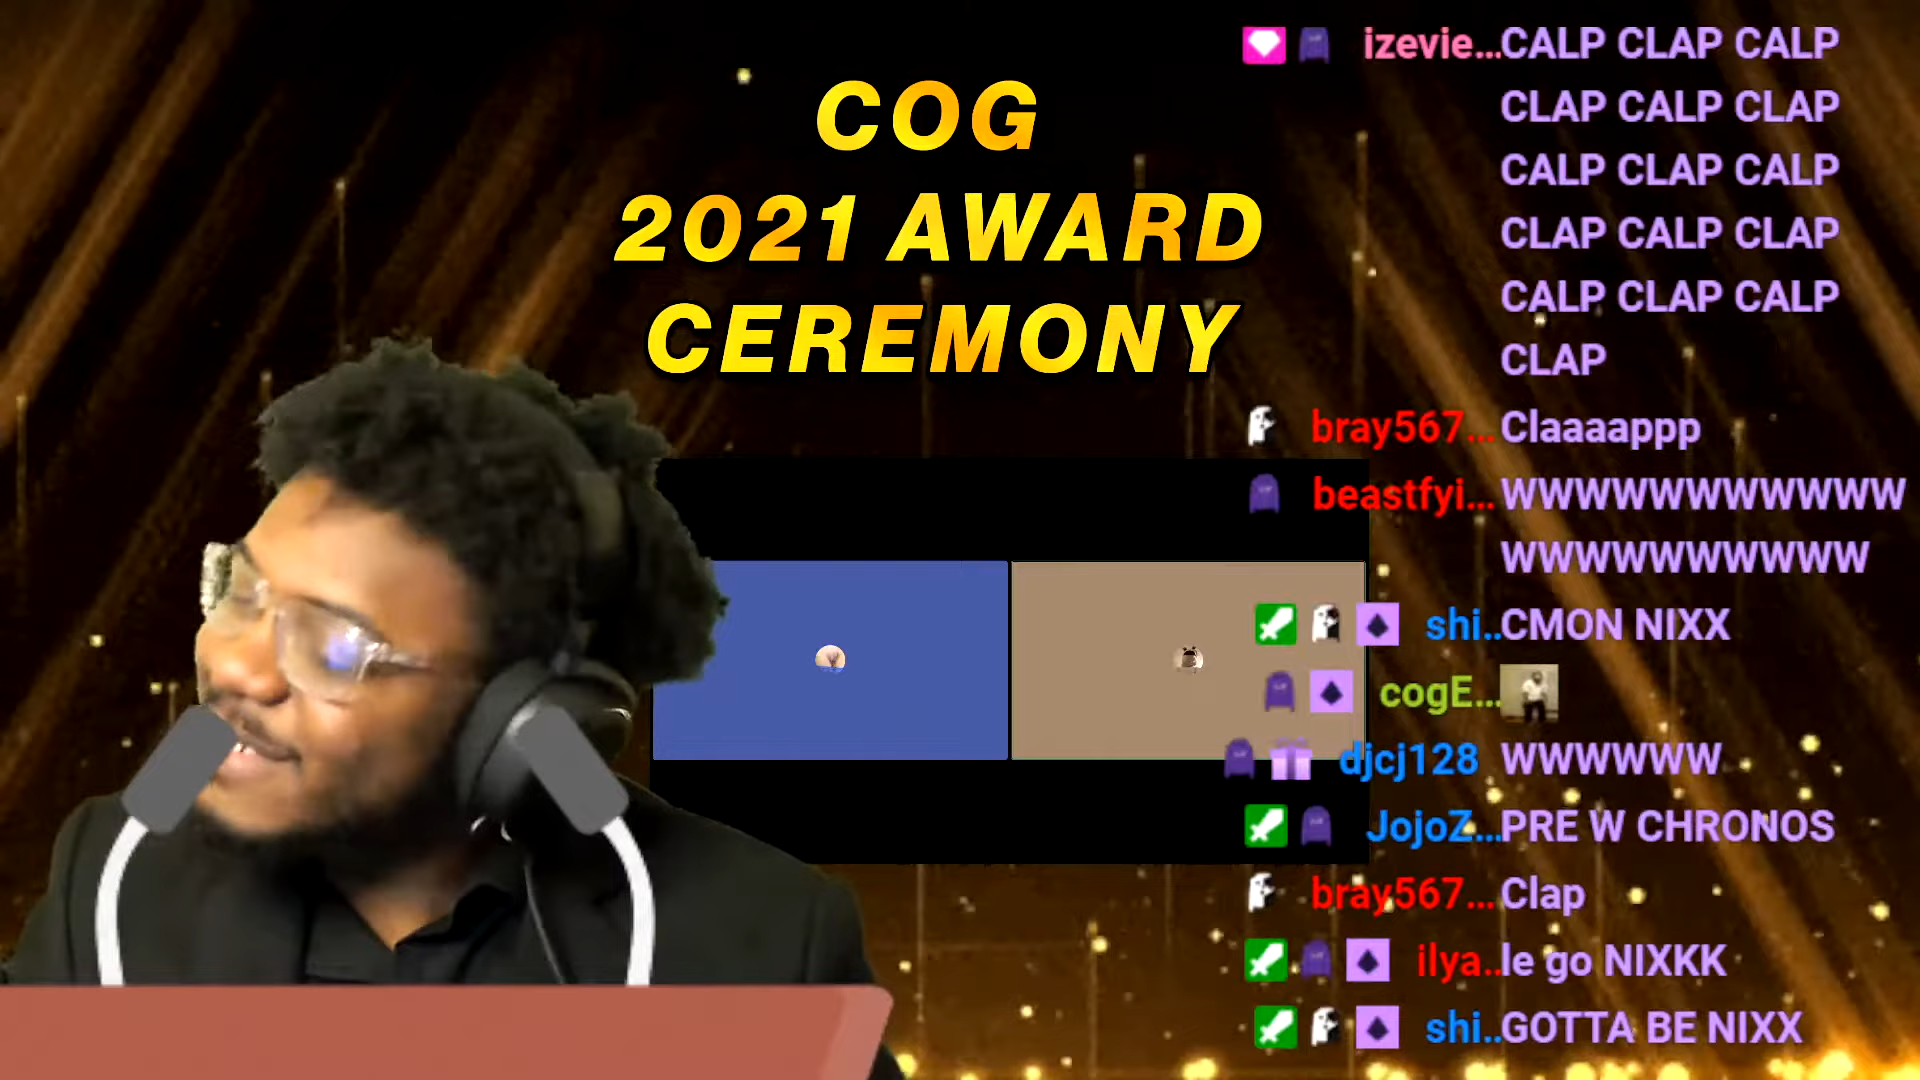 COG
2021 AWARD
CEREMONY
izevie...CALP CLAP CALP
CLAP CALP CLAP
CALP CLAP CALP
CLAP CALP CLAP
CALP CLAP CALP
CLAP
bray567...Claaaappp
beastfyi...WWWWWWWWWWW
WWWWWWWWWW
shi..CMON NIXX
cogE...
djcj128 WWWWWW
JojoZ...PRE W CHRONOS
bray567...Clap
ilya..le go NIXKK
shi..GOTTA BE NIXX